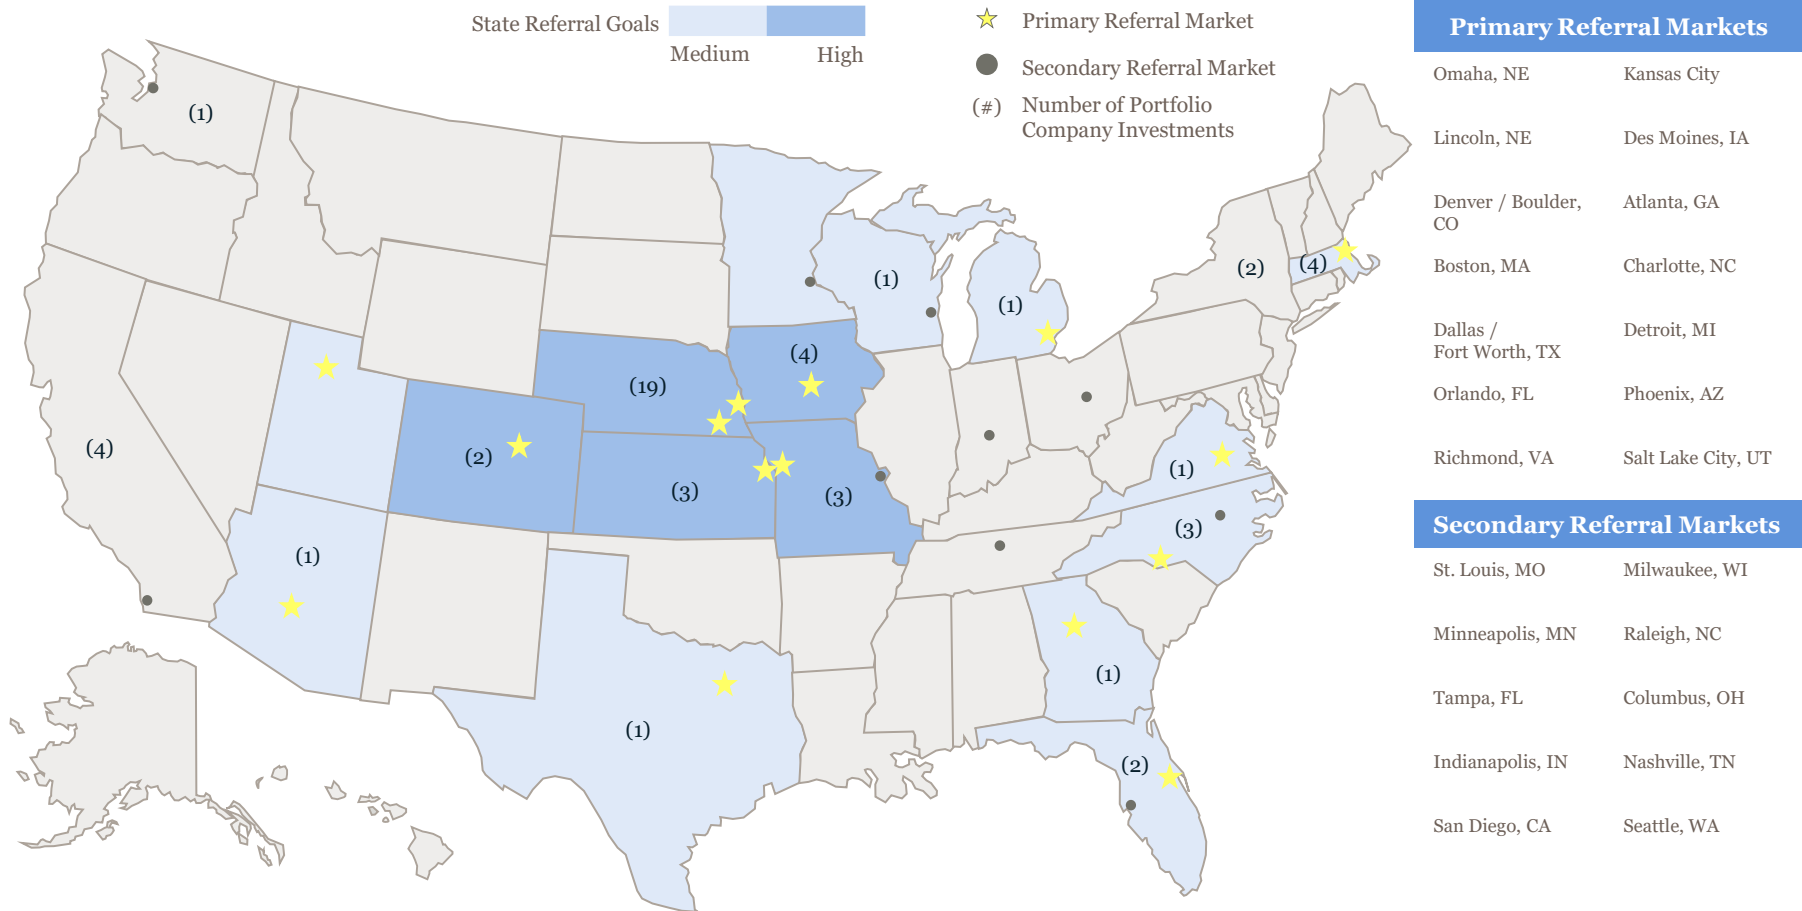 State Referral Goals
Medium
High
Primary Referral Market
Secondary Referral Market
(#)
Number of Portfolio
Company Investments
(1)
(1)
(1)
(2)
(4)
(4)
(19)
(4)
(2)
(3)
(3)
(1)
(3)
(1)
(1)
(1)
(2)
Primary Referral Markets
Omaha, NE
Kansas City
Lincoln, NE
Des Moines, IA
Denver / Boulder,
CO
Atlanta, GA
Boston, MA
Charlotte, NC
Dallas /
Fort Worth, TX
Detroit, MI
Orlando, FL
Phoenix, AZ
Richmond, VA
Salt Lake City, UT
Secondary Referral Markets
St. Louis, MO
Milwaukee, WI
Minneapolis, MN
Raleigh, NC
Tampa, FL
Columbus, OH
Indianapolis, IN
Nashville, TN
San Diego, CA
Seattle, WA